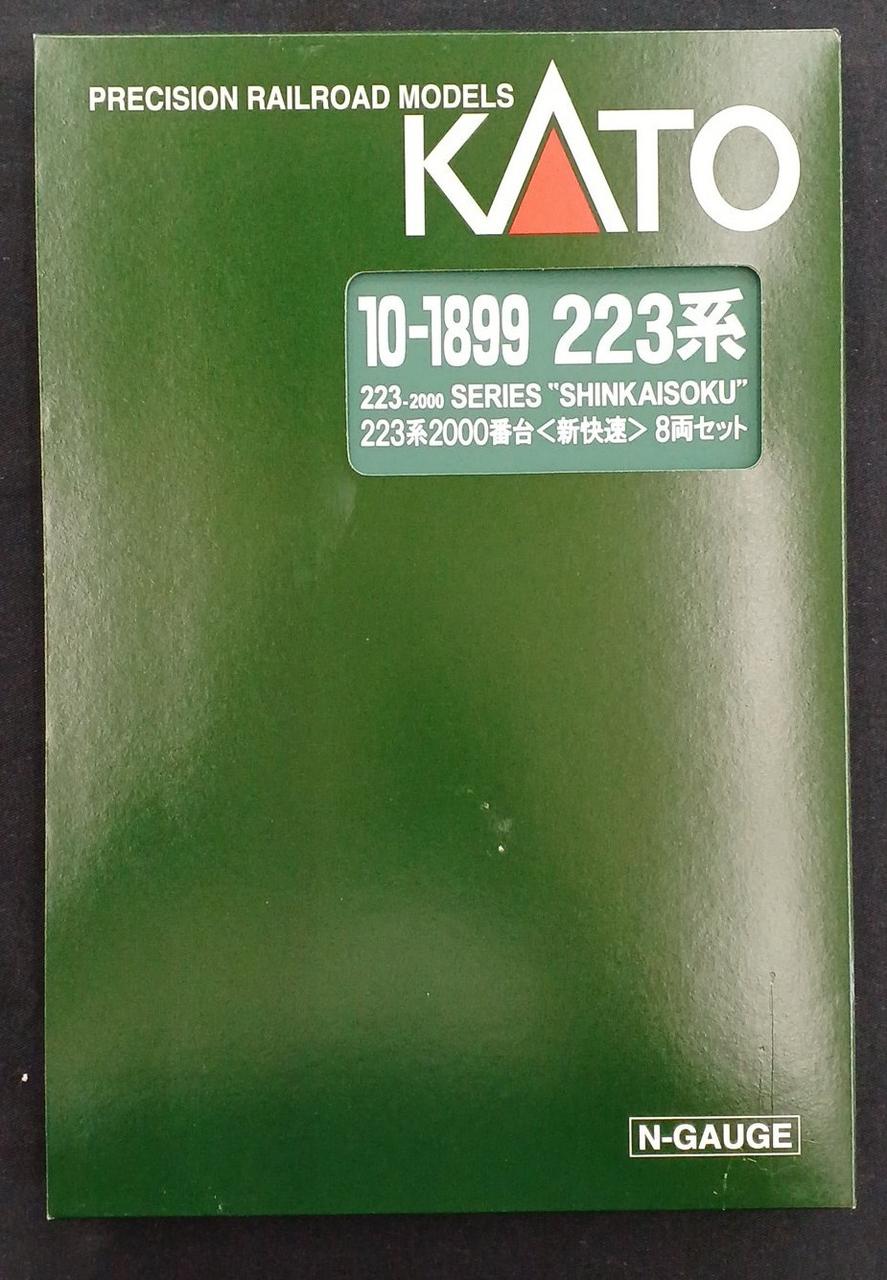 PRECISION RAILROAD MODELS
KATO
10-1899 223系
223-2000 SERIES "SHINKAISOKU"
223系2000番台<新快速> 8両セット
N-GAUGE